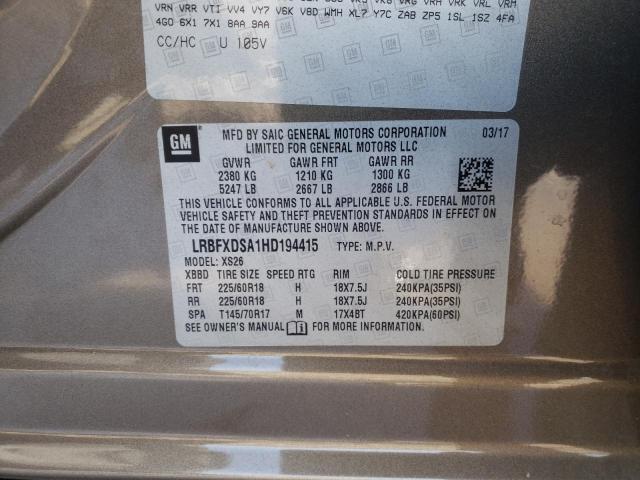 VRN VRR VTI VV4 VY7 V6K V8D WMH XL7 Y7C ZAB ZP5 1SL 1SZ 4FA
4G0 6X1 7X1 8AA 9AA
CC/HC U 105V
GM
MFD BY SAIC GENERAL MOTORS CORPORATION 03/17
LIMITED FOR GENERAL MOTORS LLC
GVWR GAWR FRT GAWR RR
2380 KG 1210 KG 1300 KG
5247 LB 2667 LB 2866 LB
THIS VEHICLE CONFORMS TO ALL APPLICABLE U.S. FEDERAL MOTOR
VEHICLE SAFETY AND THEFT PREVENTION STANDARDS IN EFFECT ON
THE DATE OF MANUFACTURE SHOWN ABOVE.
LRBFXDSA1HD194415 TYPE: M.P.V.
MODEL: XS26
XBBD TIRE SIZE SPEED RTG RIM COLD TIRE PRESSURE
FRT 225/60R18 H 18X7.5J 240KPA(35PSI)
RR 225/60R18 H 18X7.5J 240KPA(35PSI)
SPA T145/70R17 M 17X4BT 420KPA(60PSI)
SEE OWNER'S MANUAL FOR MORE INFORMATION